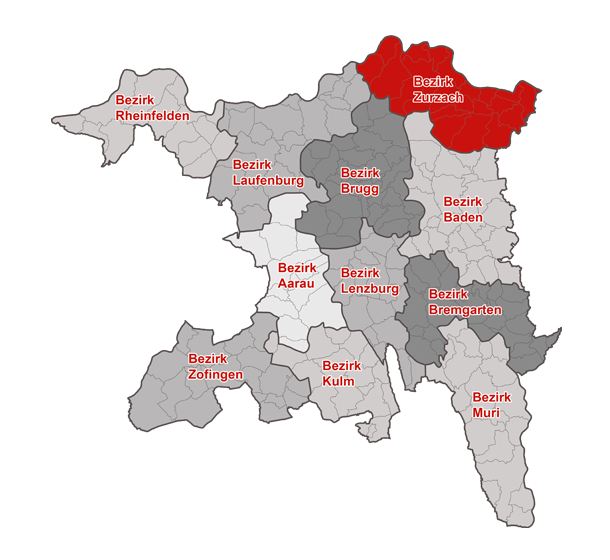 Bezirk
Zurzach
Bezirk
Rheinfelden
Bezirk
Laufenburg
Bezirk
Brugg
Bezirk
Baden
Bezirk
Aarau
Bezirk
Lenzburg
Bezirk
Bremgarten
Bezirk
Zofingen
Bezirk
Kulm
Bezirk
Muri